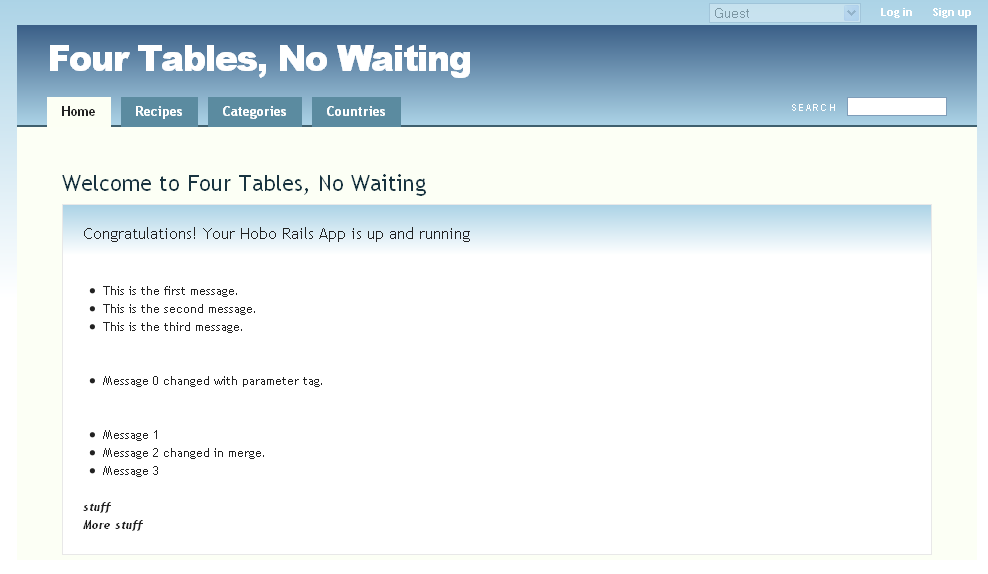 Guest
Log in
Sign up
Four Tables, No Waiting
Home
Recipes
Categories
Countries
SEARCH
Welcome to Four Tables, No Waiting
Congratulations! Your Hobo Rails App is up and running
This is the first message.
This is the second message.
This is the third message.
Message 0 changed with parameter tag.
Message 1
Message 2 changed in merge.
Message 3
stuff
More stuff